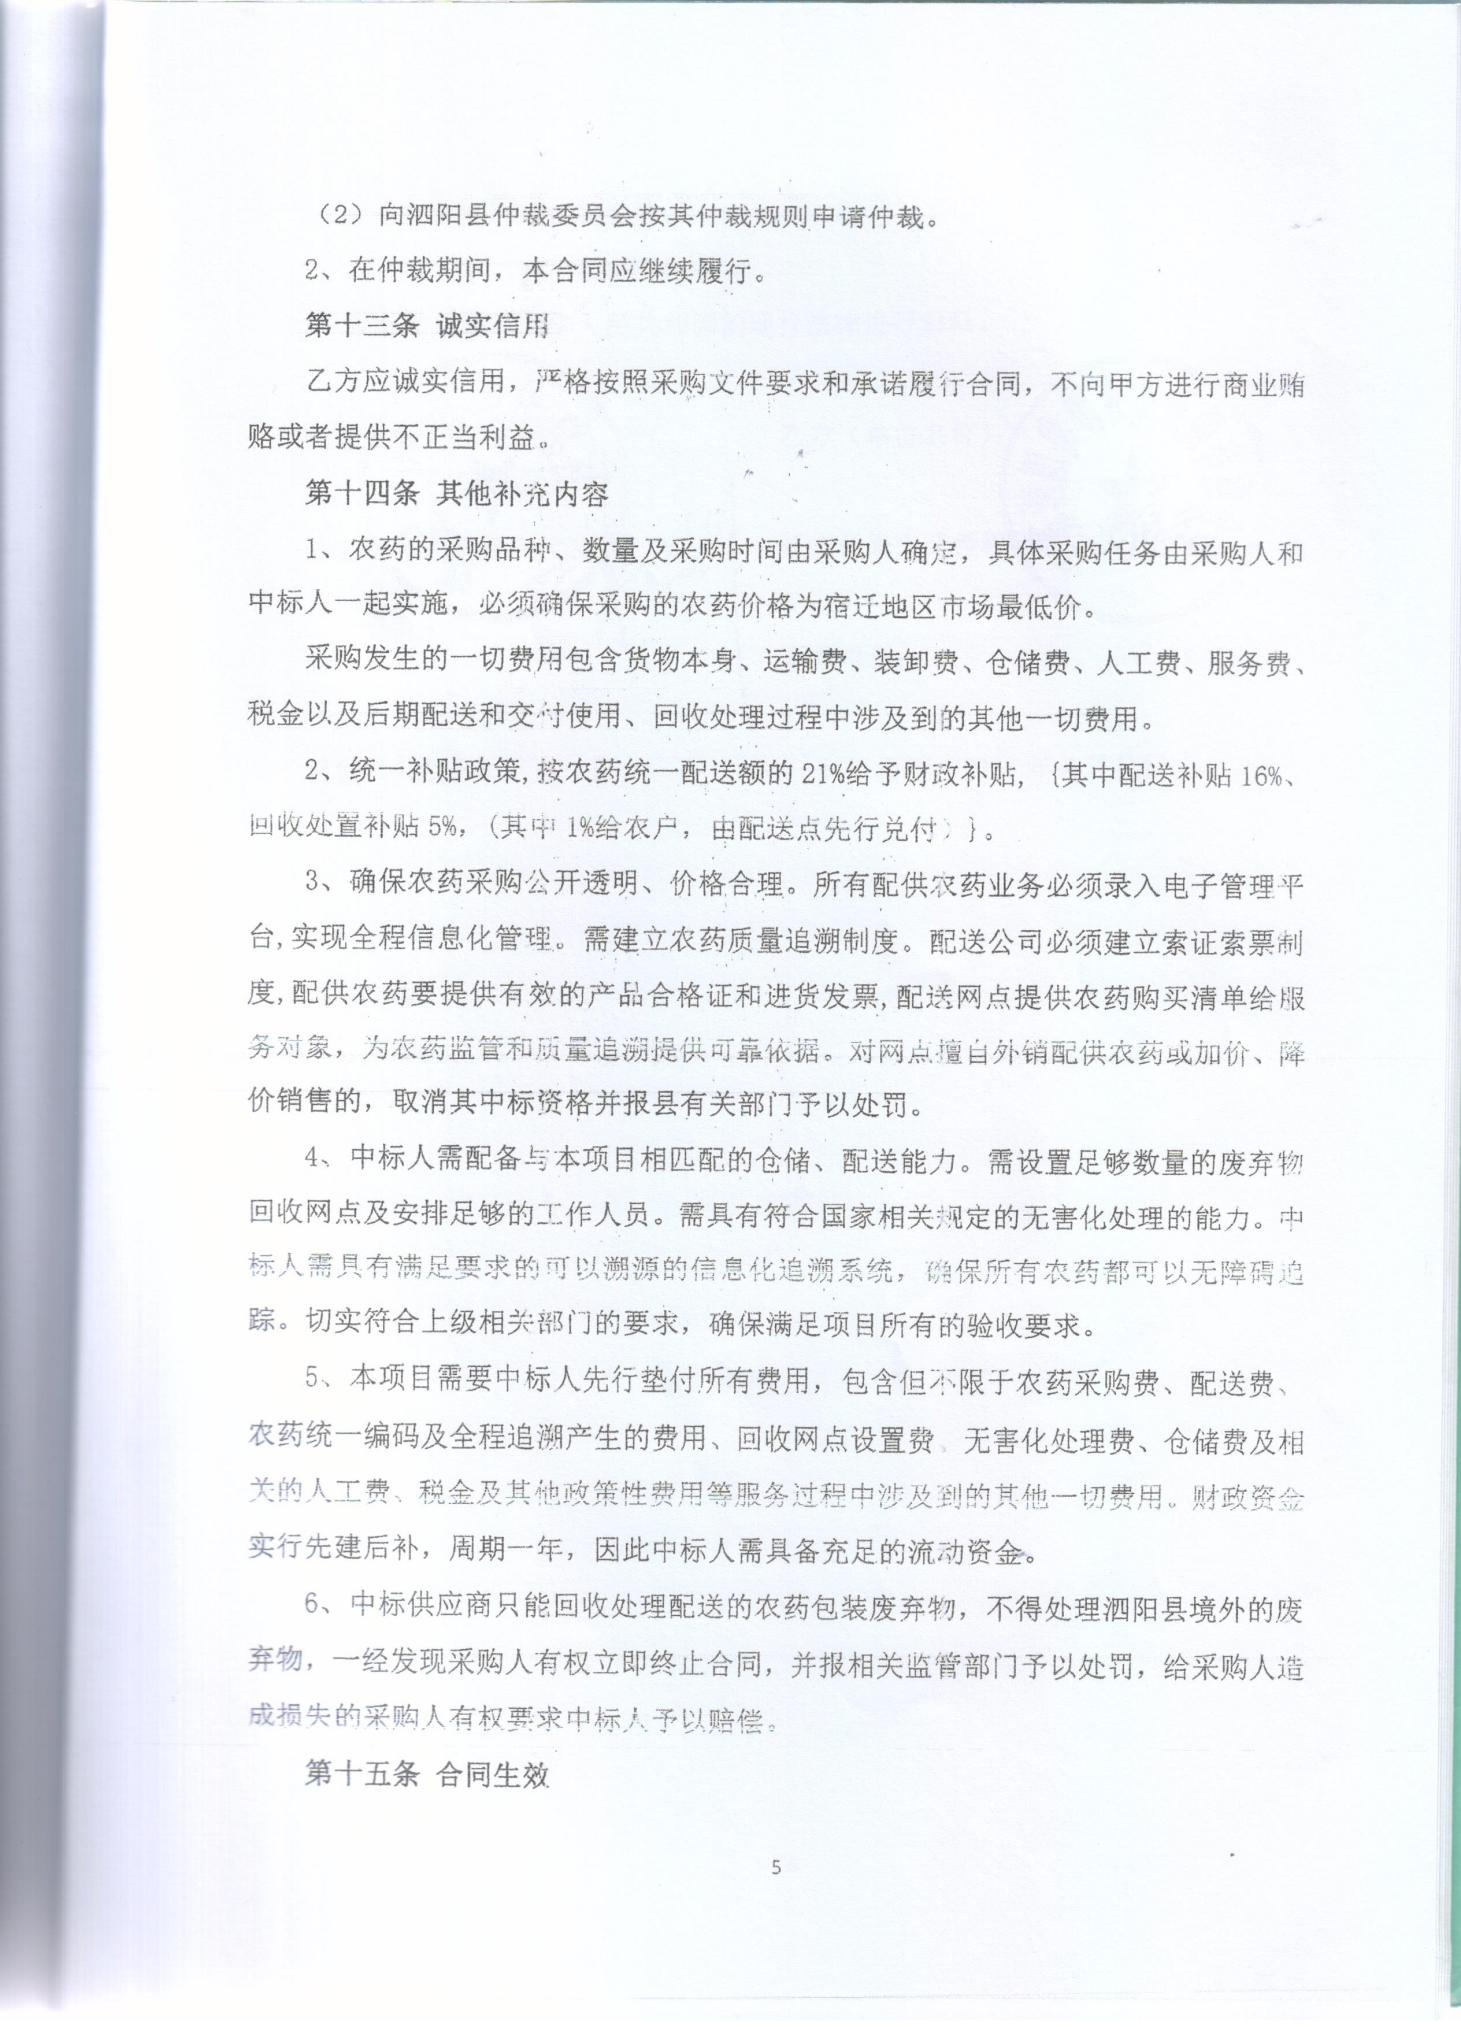 （2）向泗阳县仲裁委员会按其仲裁规则申请仲裁。
2、在仲裁期间，本合同应继续履行。
第十三条 诚实信用
乙方应诚实信用，严格按照采购文件要求和承诺履行合同，不向甲方进行商业贿
赂或者提供不正当利益。
第十四条 其他补充内容
1、农药的采购品种、数量及采购时间由采购人确定，具体采购任务由采购人和
中标人一起实施，必须确保采购的农药价格为宿迁地区市场最低价。
采购发生的一切费用包含货物本身、运输费、装卸费、仓储费、人工费、服务费、
税金以及后期配送和交付使用、回收处理过程中涉及到的其他一切费用。
2、统一补贴政策,按农药统一配送额的21%给予财政补贴,｛其中配送补贴16%、
回收处置补贴5%，(其中1%给农户，由配送点先行兑付）｝。
3、确保农药采购公开透明、价格合理。所有配供农药业务必须录入电子管理平
台,实现全程信息化管理。需建立农药质量追溯制度。配送公司必须建立索证索票制
度,配供农药要提供有效的产品合格证和进货发票,配送网点提供农药购买清单给服
务对象，为农药监管和质量追溯提供可靠依据。对网点擅自外销配供农药或加价、降
价销售的，取消其中标资格并报县有关部门予以处罚。
4、中标人需配备与本项目相匹配的仓储、配送能力。需设置足够数量的废弃物
回收网点及安排足够的工作人员。需具有符合国家相关规定的无害化处理的能力。中
标人需具有满足要求的可以溯源的信息化追溯系统，确保所有农药都可以无障碍追
踪。切实符合上级相关部门的要求，确保满足项目所有的验收要求。
5、本项目需要中标人先行垫付所有费用，包含但不限于农药采购费、配送费、
农药统一编码及全程追溯产生的费用、回收网点设置费、无害化处理费、仓储费及相
关的人工费、税金及其他政策性费用等服务过程中涉及到的其他一切费用。财政资金
实行先建后补，周期一年，因此中标人需具备充足的流动资金。
6、中标供应商只能回收处理配送的农药包装废弃物，不得处理泗阳县境外的废
弃物，一经发现采购人有权立即终止合同，并报相关监管部门予以处罚，给采购人造
成损失的采购人有权要求中标人予以赔偿。
第十五条 合同生效
5